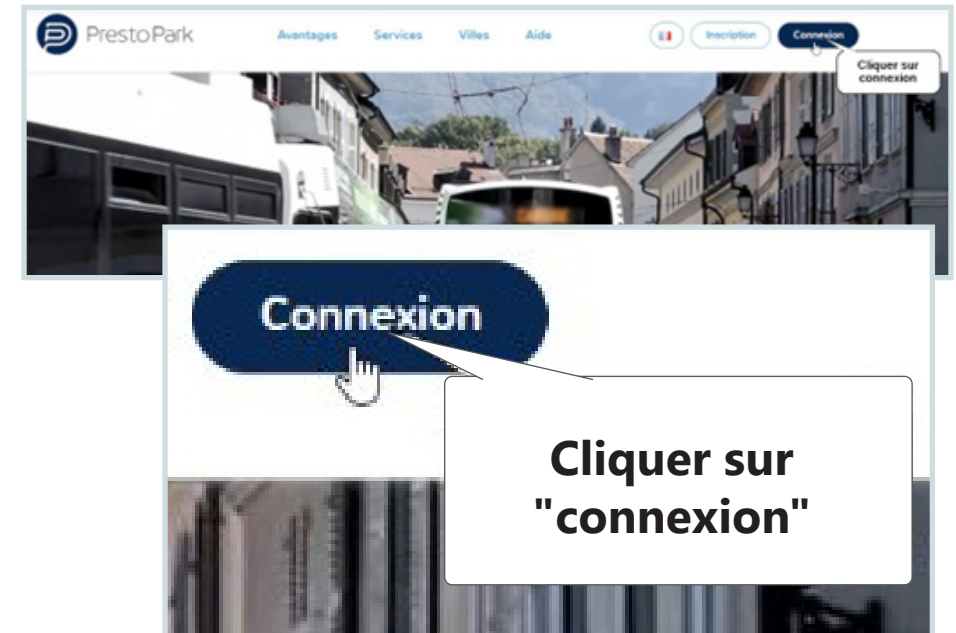 PrestoPark Avantages Services Villes Aide Inscription Connexion
Cliquer sur
connexion
Connexion
Cliquer sur
"connexion"